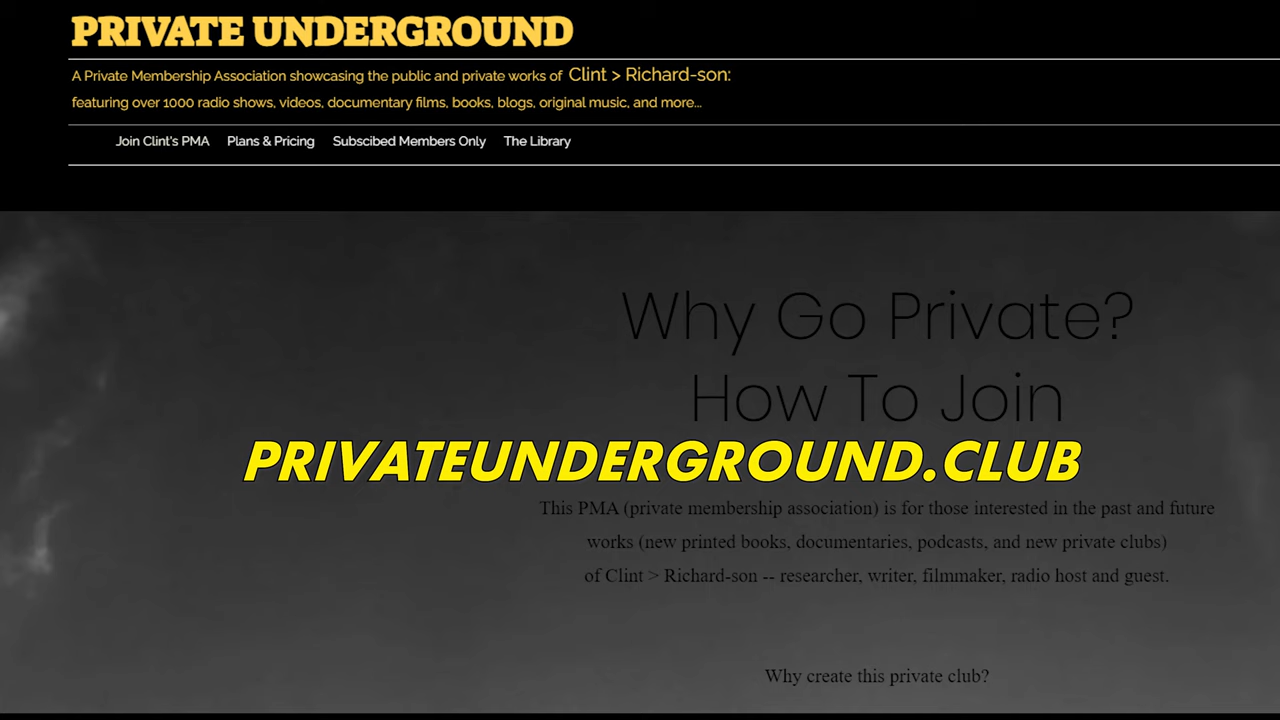 PRIVATE UNDERGROUND
A Private Membership Association showcasing the public and private works of Clint > Richard-son:
featuring over 1000 radio shows, videos, documentary films, books, blogs, original music, and more...
Join Clint's PMA Plans & Pricing Subscibed Members Only The Library
Why Go Private?
How To Join
PRIVATEUNDERGROUND.CLUB
This PMA (private membership association) is for those interested in the past and future
works (new printed books, documentaries, podcasts, and new private clubs)
of Clint > Richard-son -- researcher, writer, filmmaker, radio host and guest.
Why create this private club?